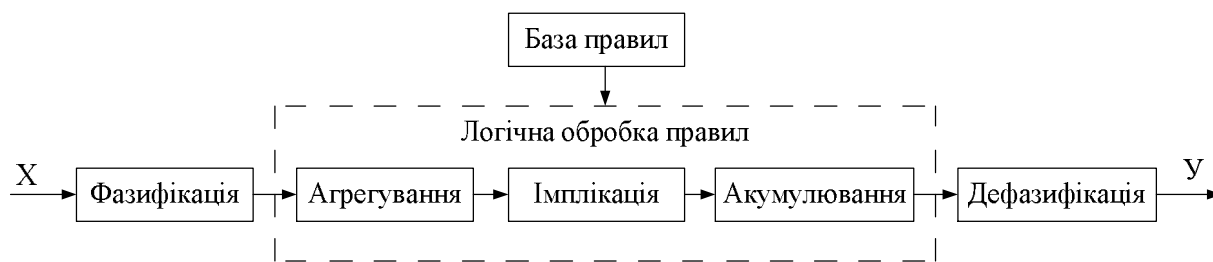 База правил
Логічна обробка правил
Х
Фазифікація
Агрегування
Імплікація
Акумулювання
Дефазифікація
У